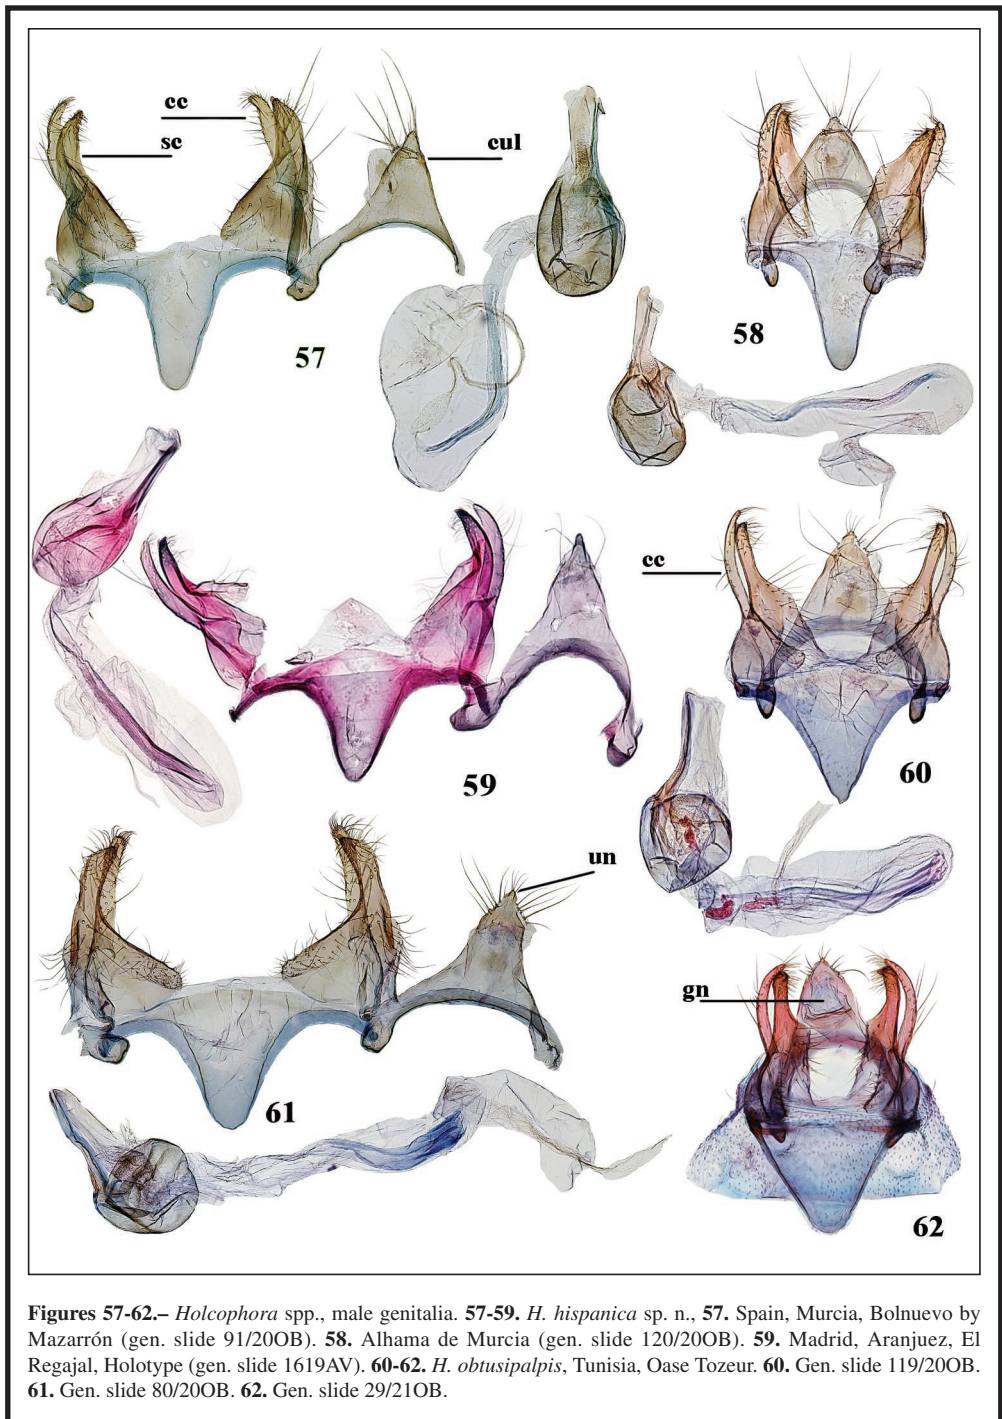 cc
sc
cul
57
58
cc
59
60
un
gn
61
62
Figures 57-62.– Holcophora spp., male genitalia. 57-59. H. hispanica sp. n., 57. Spain, Murcia, Bolnuevo by
Mazarrón (gen. slide 91/20OB). 58. Alhama de Murcia (gen. slide 120/20OB). 59. Madrid, Aranjuez, El
Regajal, Holotype (gen. slide 1619AV). 60-62. H. obtusipalpis, Tunisia, Oase Tozeur. 60. Gen. slide 119/20OB.
61. Gen. slide 80/20OB. 62. Gen. slide 29/21OB.